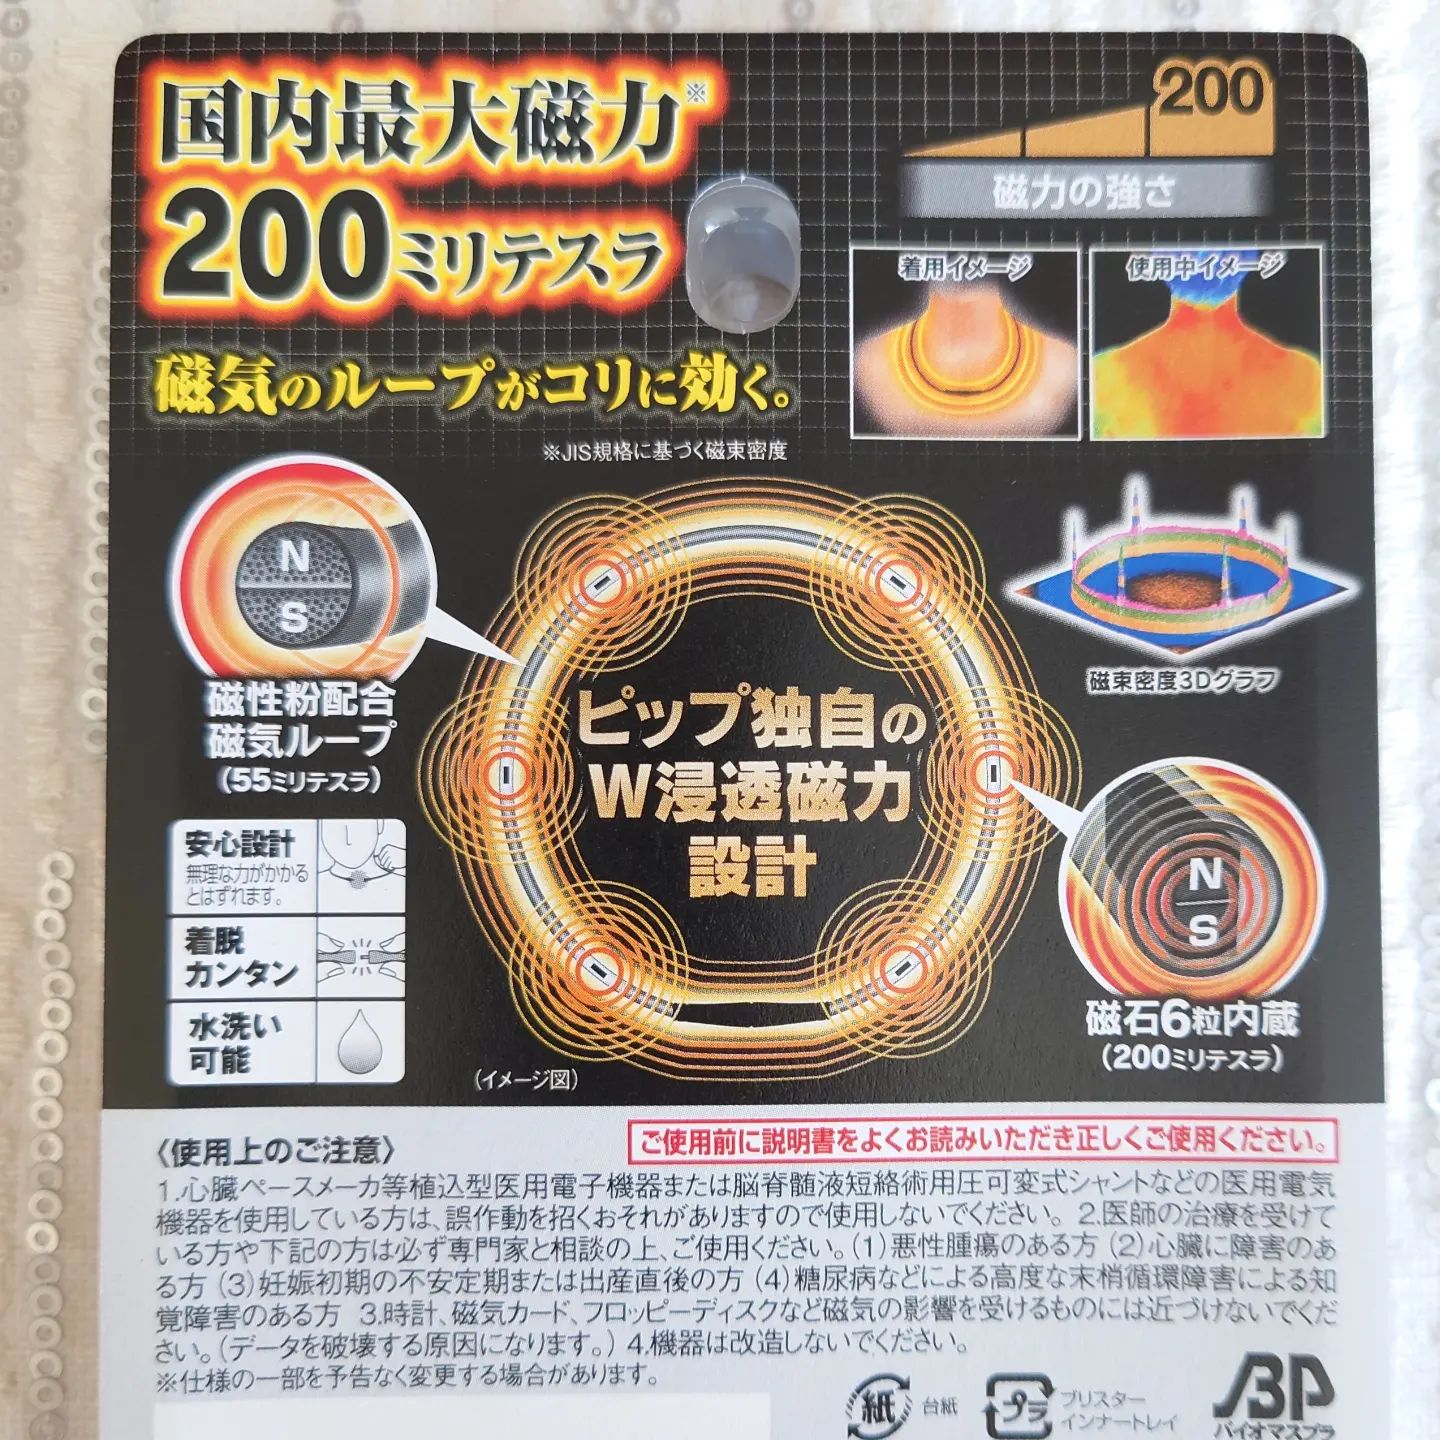 国内最大磁力※
200ミリテスラ
200
磁力の強さ
着用イメージ
使用中イメージ
磁気のループがコリに効く。
※JIS規格に基づく磁束密度
N
S
磁性粉配合
磁気ループ
(55ミリテスラ)
磁束密度3Dグラフ
ピップ独自の
W浸透磁力
設計
N
S
磁石6粒内蔵
(200ミリテスラ)
安心設計
無理な力がかかる
とはずれます。
着脱
カンタン
水洗い
可能
(イメージ図)
〈使用上のご注意〉
ご使用前に説明書をよくお読みいただき正しくご使用ください。
1.心臓ペースメーカ等植込型医用電子機器または脳脊髄液短絡術用圧可変式シャントなどの医用電気
機器を使用している方は、誤作動を招くおそれがありますので使用しないでください。 2.医師の治療を受けて
いる方や下記の方は必ず専門家と相談の上、ご使用ください。(1)悪性腫瘍のある方 (2)心臓に障害のあ
る方 (3)妊娠初期の不安定期または出産直後の方 (4)糖尿病などによる高度な末梢循環障害による知
覚障害のある方 3.時計、磁気カード、フロッピーディスクなど磁気の影響を受けるものには近づけないでくだ
さい。(データを破壊する原因になります。) 4.機器は改造しないでください。
※仕様の一部を予告なく変更する場合があります。
紙
台紙
プラ
ブリスター
インナートレイ
BP
バイオマスプラ